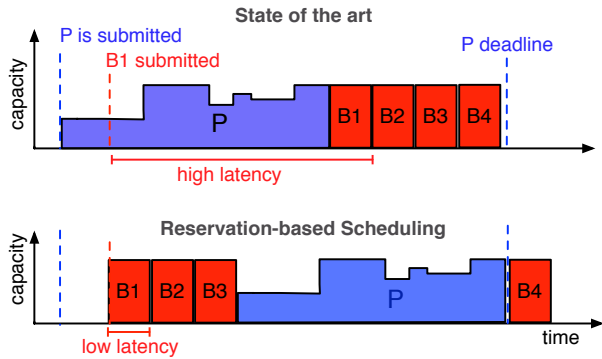 State of the art
P is submitted
B1 submitted
P deadline
capacity
P
B1
B2
B3
B4
high latency
Reservation-based Scheduling
capacity
B1
B2
B3
P
B4
low latency
time